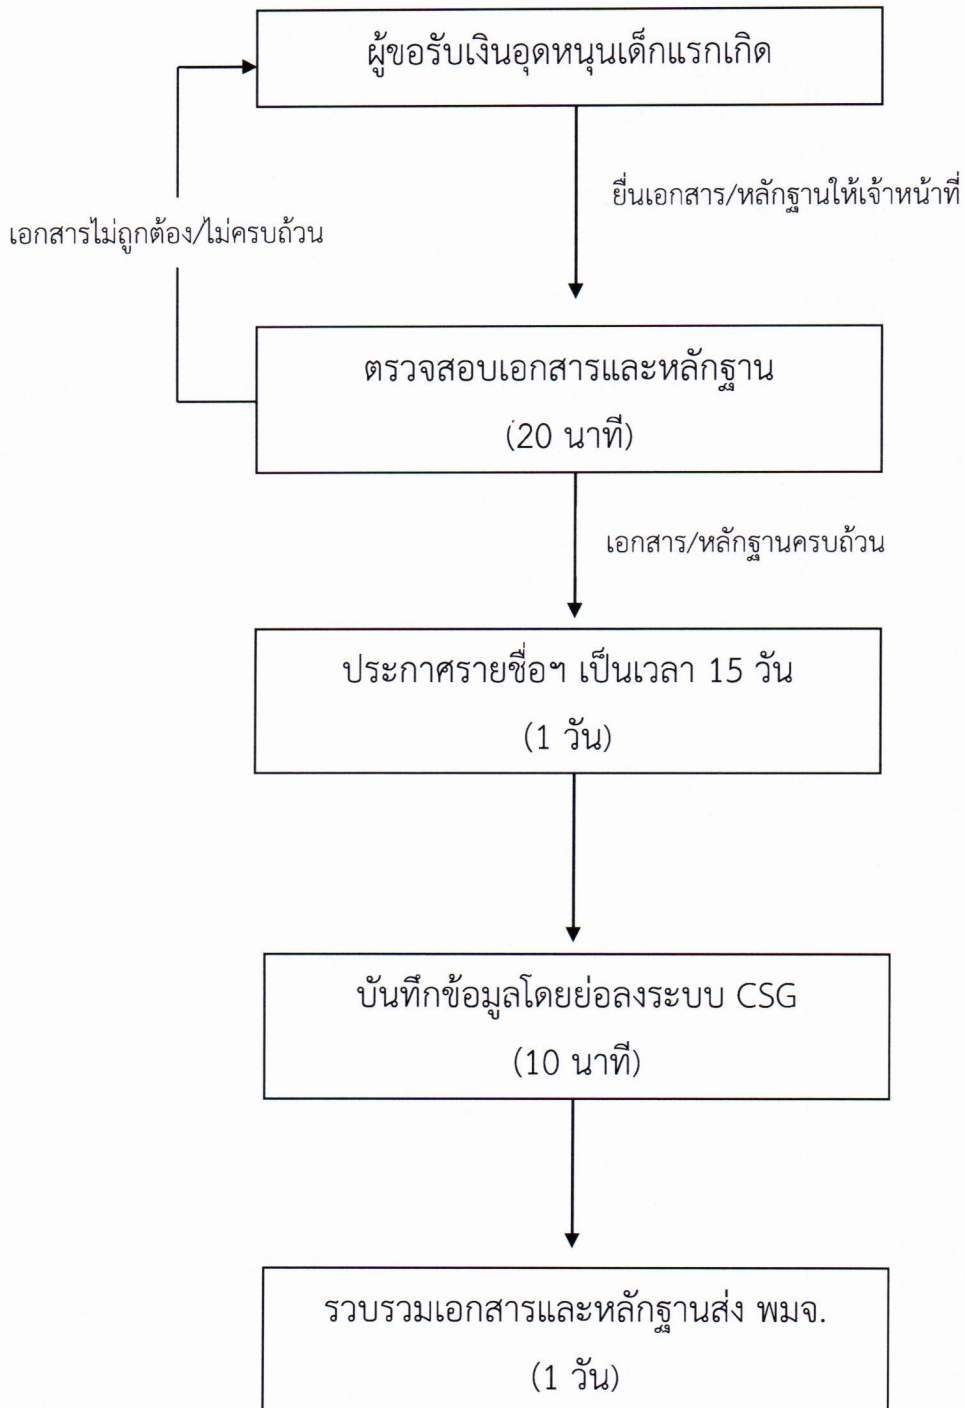 ผู้ขอรับเงินอุดหนุนเด็กแรกเกิด
ยื่นเอกสาร/หลักฐานให้เจ้าหน้าที่
เอกสารไม่ถูกต้อง/ไม่ครบถ้วน
ตรวจสอบเอกสารและหลักฐาน
(20 นาที)
เอกสาร/หลักฐานครบถ้วน
ประกาศรายชื่อฯ เป็นเวลา 15 วัน
(1 วัน)
บันทึกข้อมูลโดยย่อลงระบบ CSG
(10 นาที)
รวบรวมเอกสารและหลักฐานส่ง พมจ.
(1 วัน)